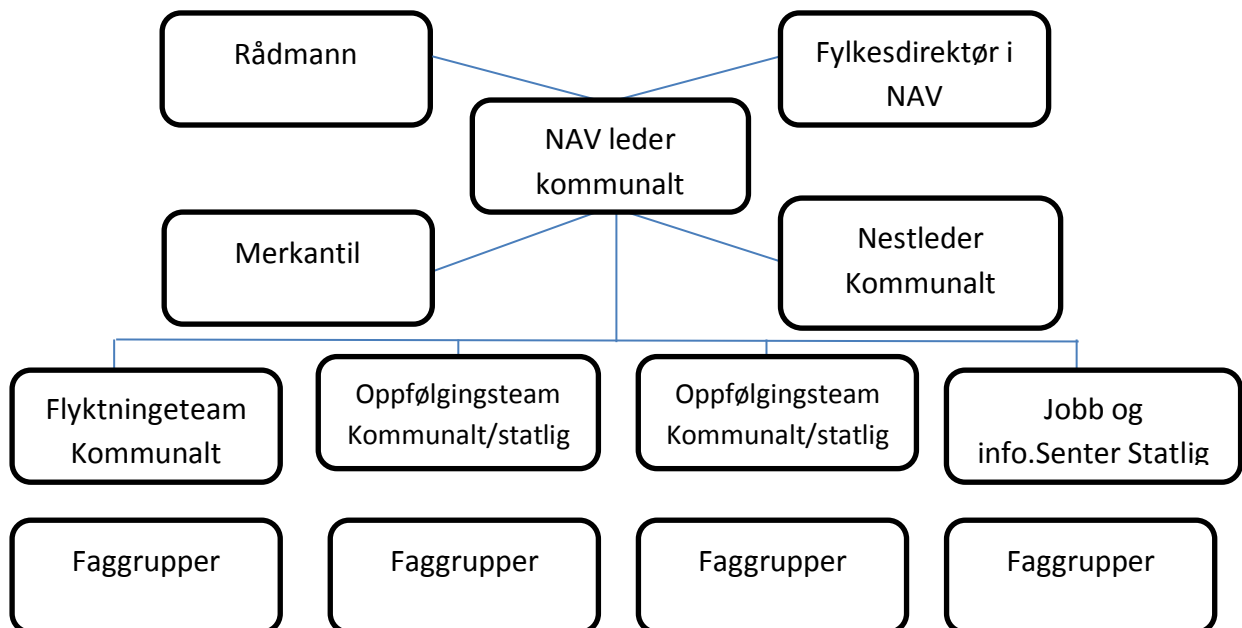 Rådmann
Fylkesdirektør i
NAV
NAV leder
kommunalt
Merkantil
Nestleder
Kommunalt
Flyktningeteam
Kommunalt
Oppfølgingsteam
Kommunalt/statlig
Oppfølgingsteam
Kommunalt/statlig
Jobb og
info.Senter Statlig
Faggrupper
Faggrupper
Faggrupper
Faggrupper